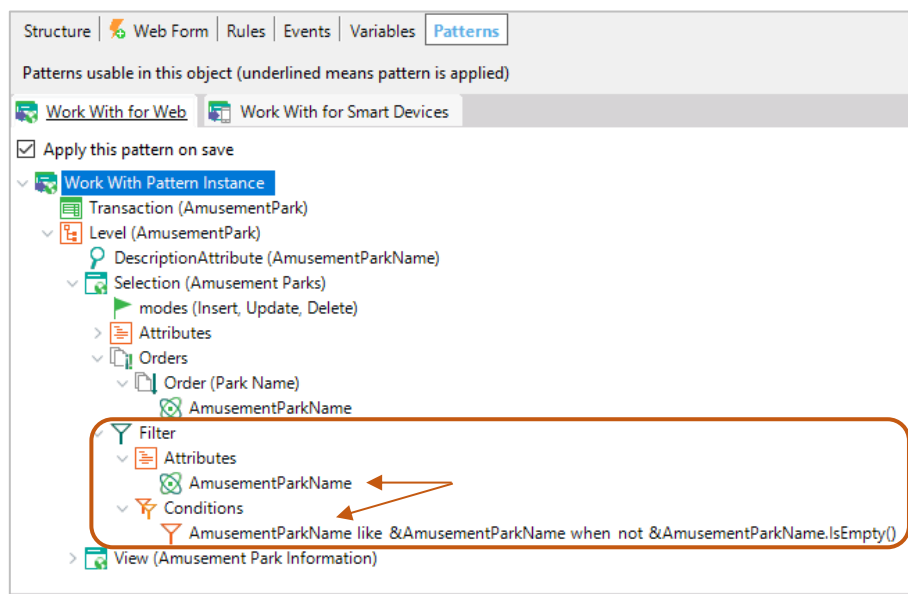 Structure Web Form Rules Events Variables Patterns
Patterns usable in this object (underlined means pattern is applied)
Work With for Web Work With for Smart Devices
Apply this pattern on save
Work With Pattern Instance
Transaction (AmusementPark)
Level (AmusementPark)
DescriptionAttribute (AmusementParkName)
Selection (Amusement Parks)
modes (Insert, Update, Delete)
Attributes
Orders
Order (Park Name)
AmusementParkName
Filter
Attributes
AmusementParkName
Conditions
AmusementParkName like &AmusementParkName when not &AmusementParkName.IsEmpty()
View (Amusement Park Information)